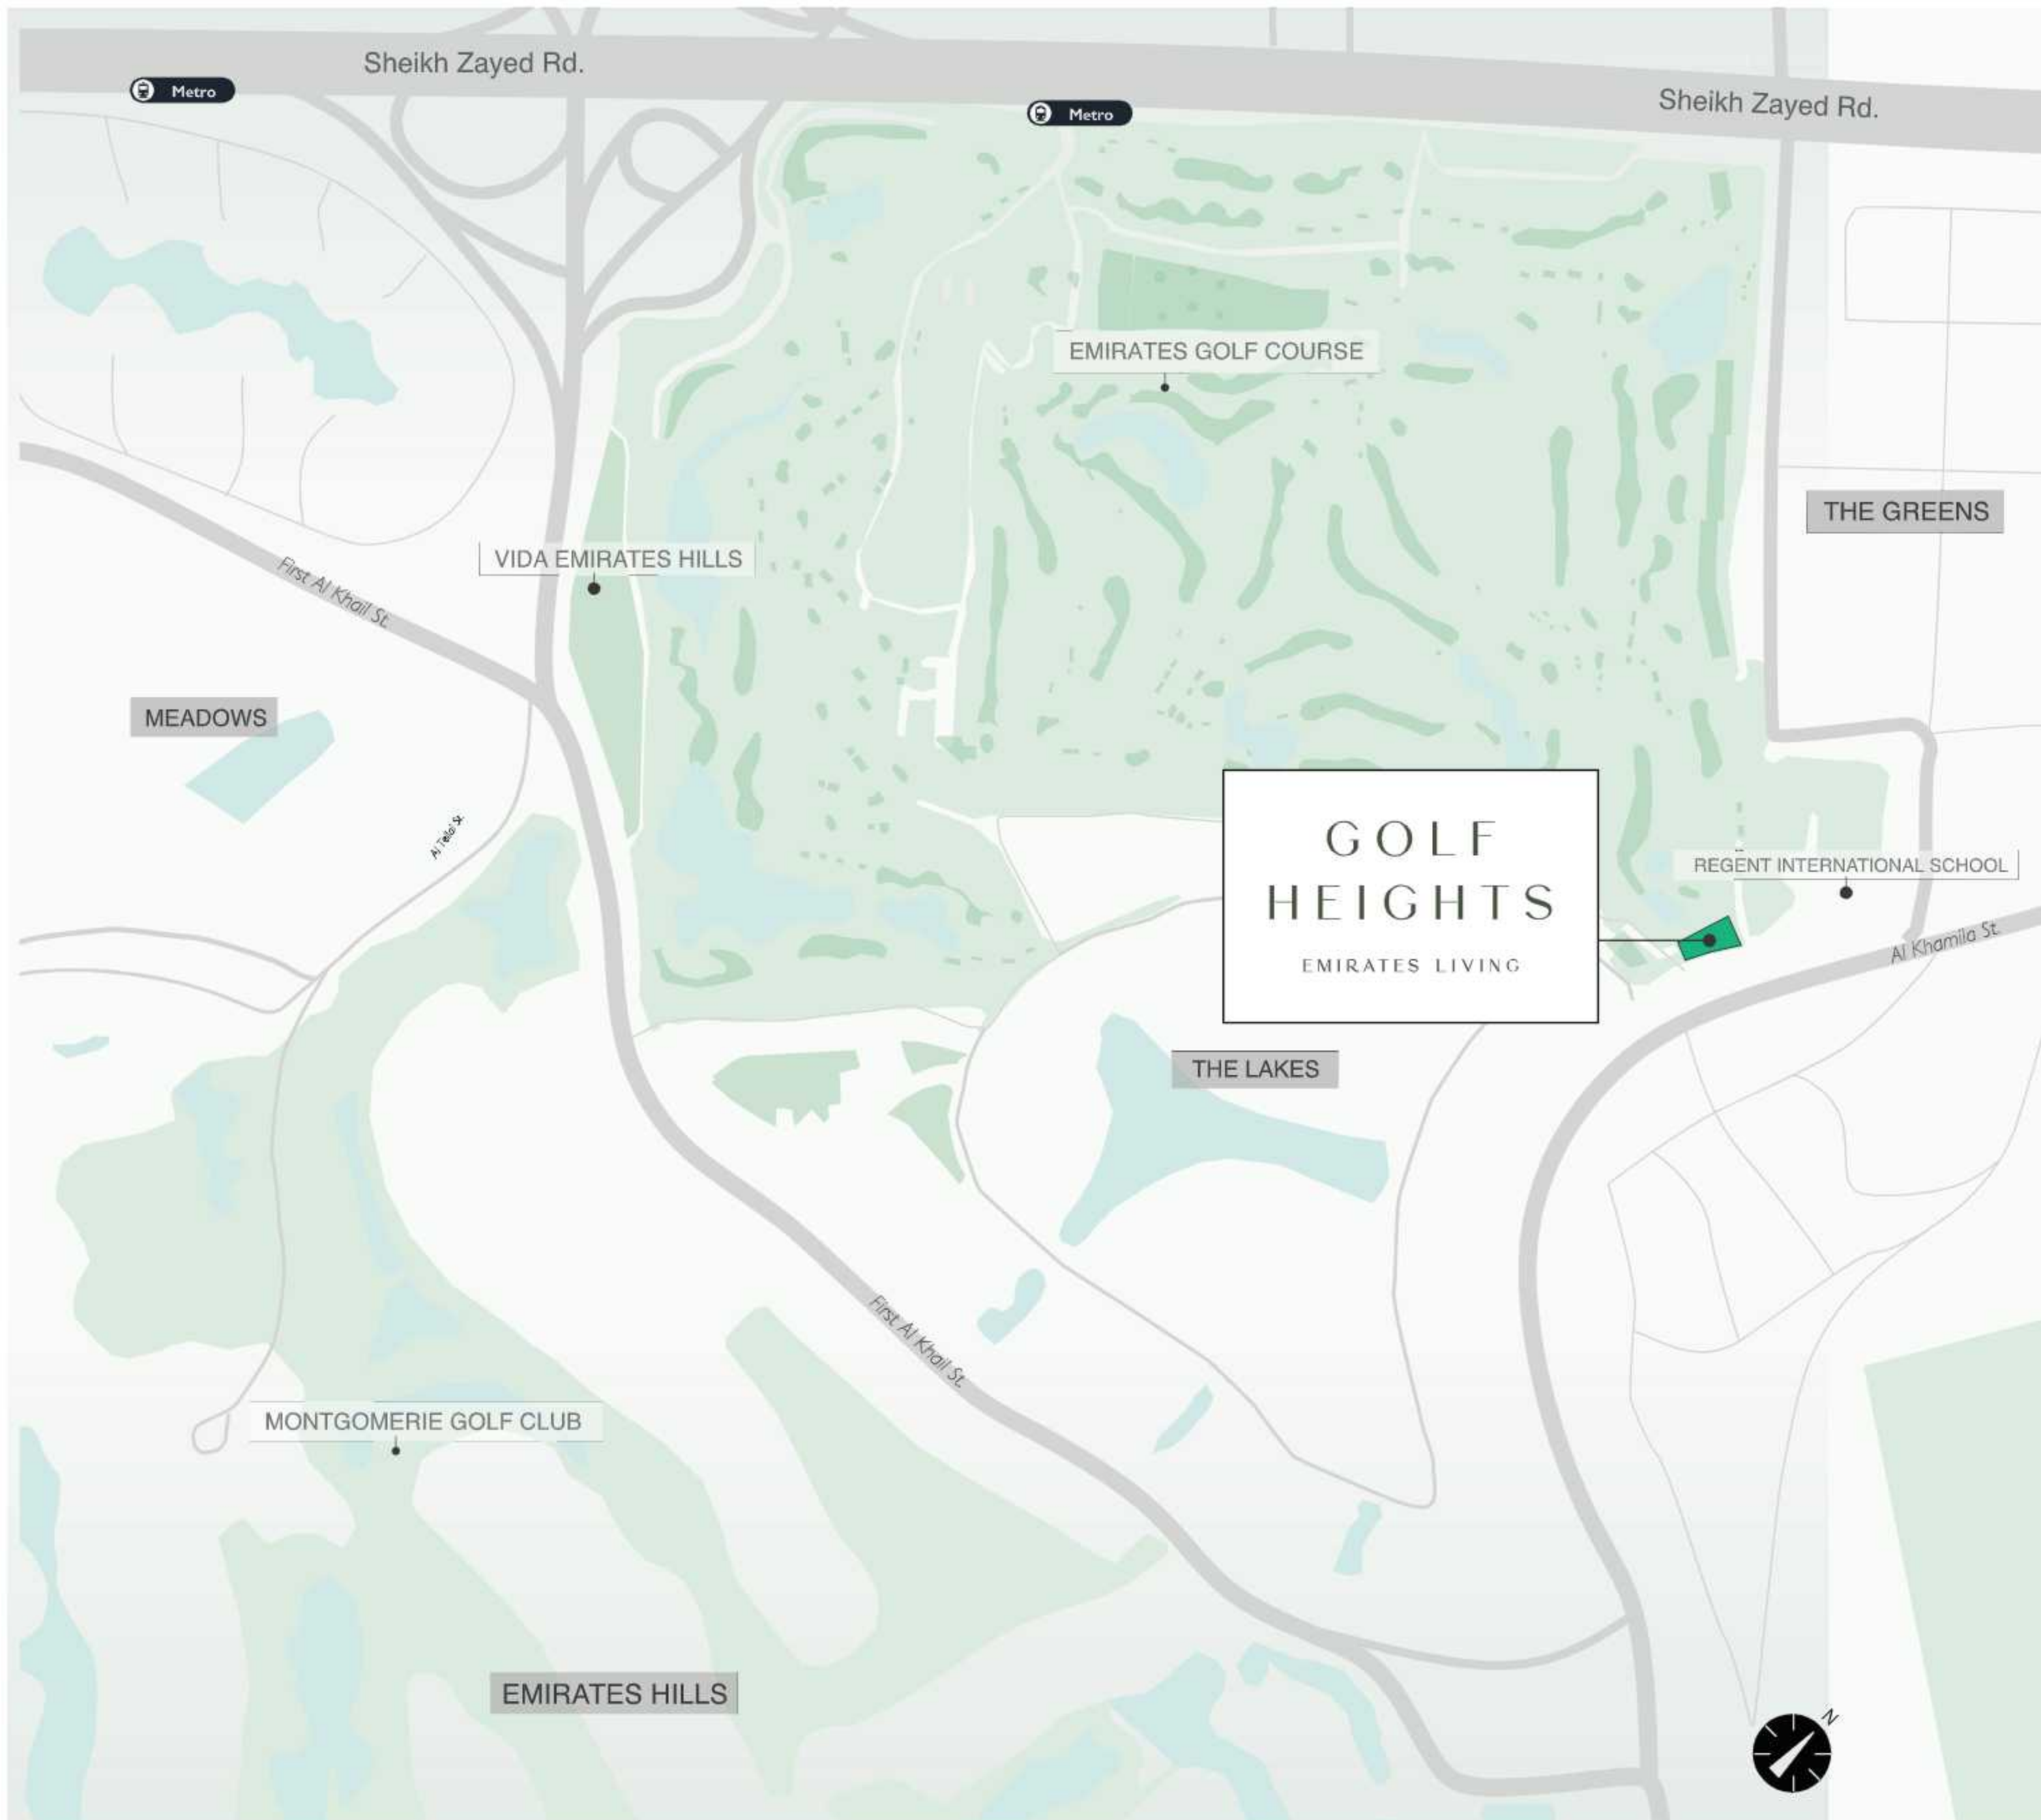 Sheikh Zayed Rd.
Metro
Metro
Sheikh Zayed Rd.
EMIRATES GOLF COURSE
THE GREENS
VIDA EMIRATES HILLS
First Al Khail St.
MEADOWS
Al Teilal St.
GOLF
HEIGHTS
EMIRATES LIVING
REGENT INTERNATIONAL SCHOOL
Al Khamila St.
THE LAKES
First Al Khail St.
MONTGOMERIE GOLF CLUB
EMIRATES HILLS
N